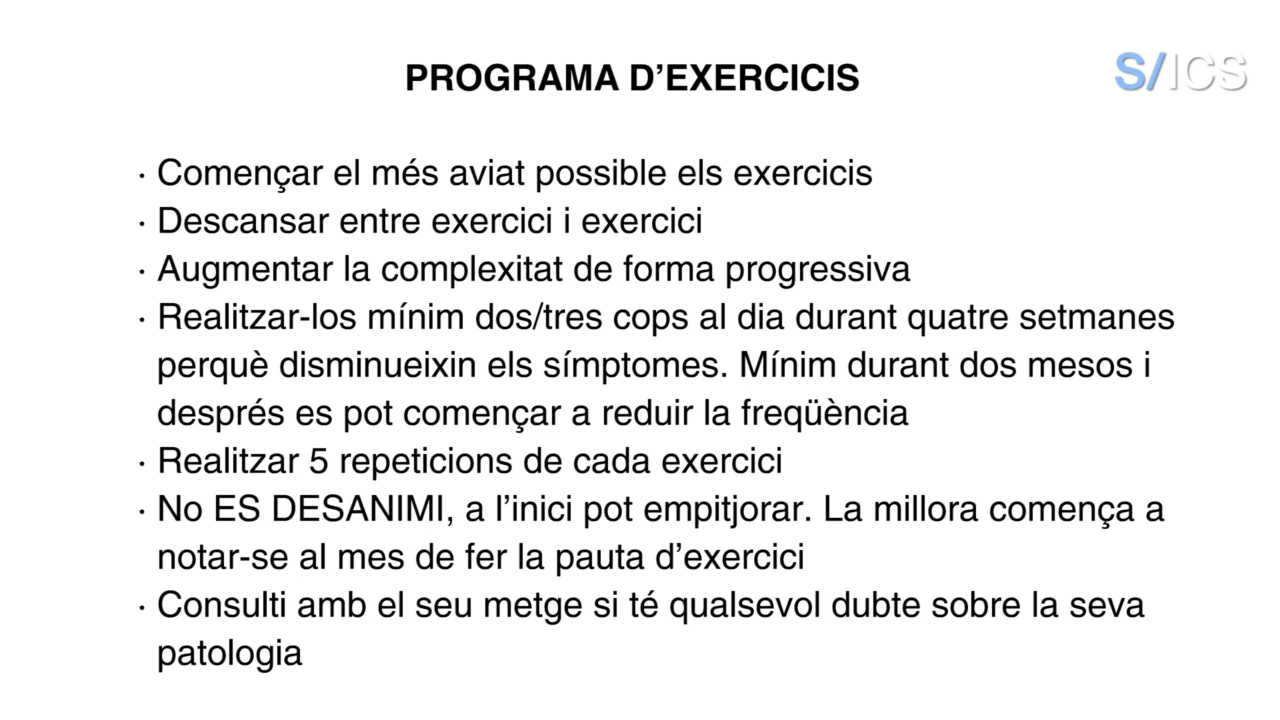 PROGRAMA D’EXERCICIS
S/ICS
· Començar el més aviat possible els exercicis
· Descansar entre exercici i exercici
· Augmentar la complexitat de forma progressiva
· Realitzar-los mínim dos/tres cops al dia durant quatre setmanes
perquè disminueixin els símptomes. Mínim durant dos mesos i
després es pot començar a reduir la freqüència
· Realitzar 5 repeticions de cada exercici
· No ES DESANIMI, a l’inici pot empitjorar. La millora comença a
notar-se al mes de fer la pauta d’exercici
· Consulti amb el seu metge si té qualsevol dubte sobre la seva
patologia